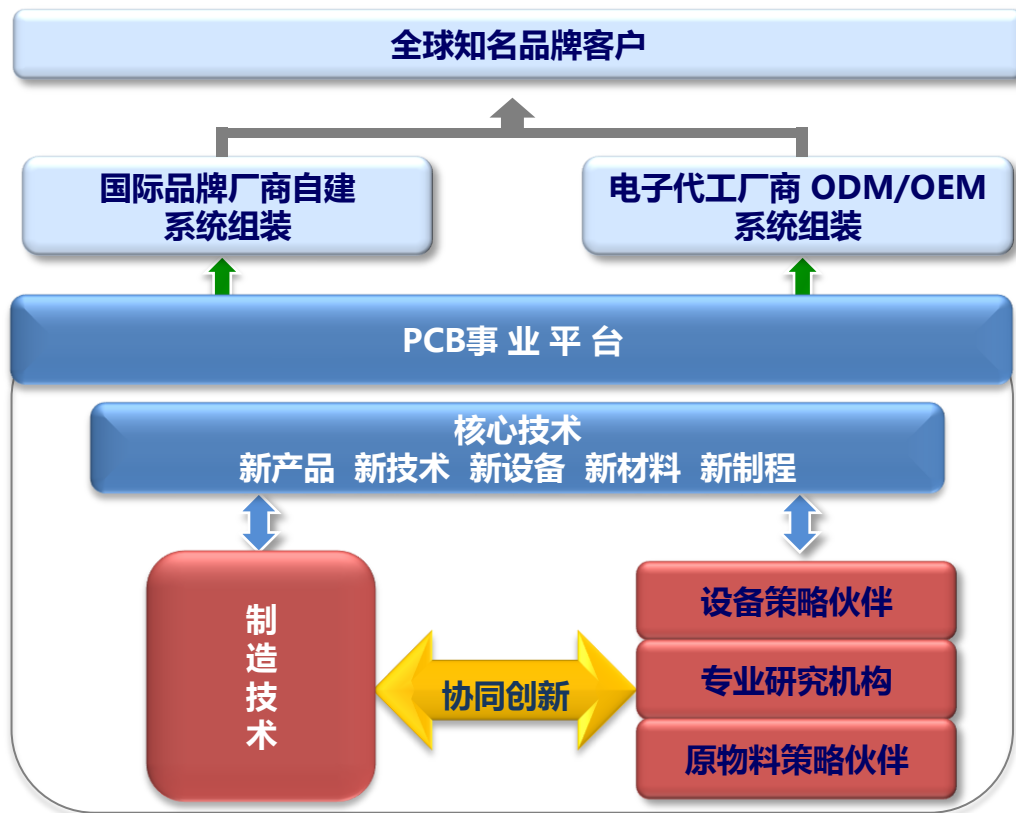 全球知名品牌客户
国际品牌厂商自建
系统组装
电子代工厂商 ODM/OEM
系统组装
PCB事 业 平 台
核心技术
新产品 新技术 新设备 新材料 新制程
制
造
技
术
协同创新
设备策略伙伴
专业研究机构
原物料策略伙伴